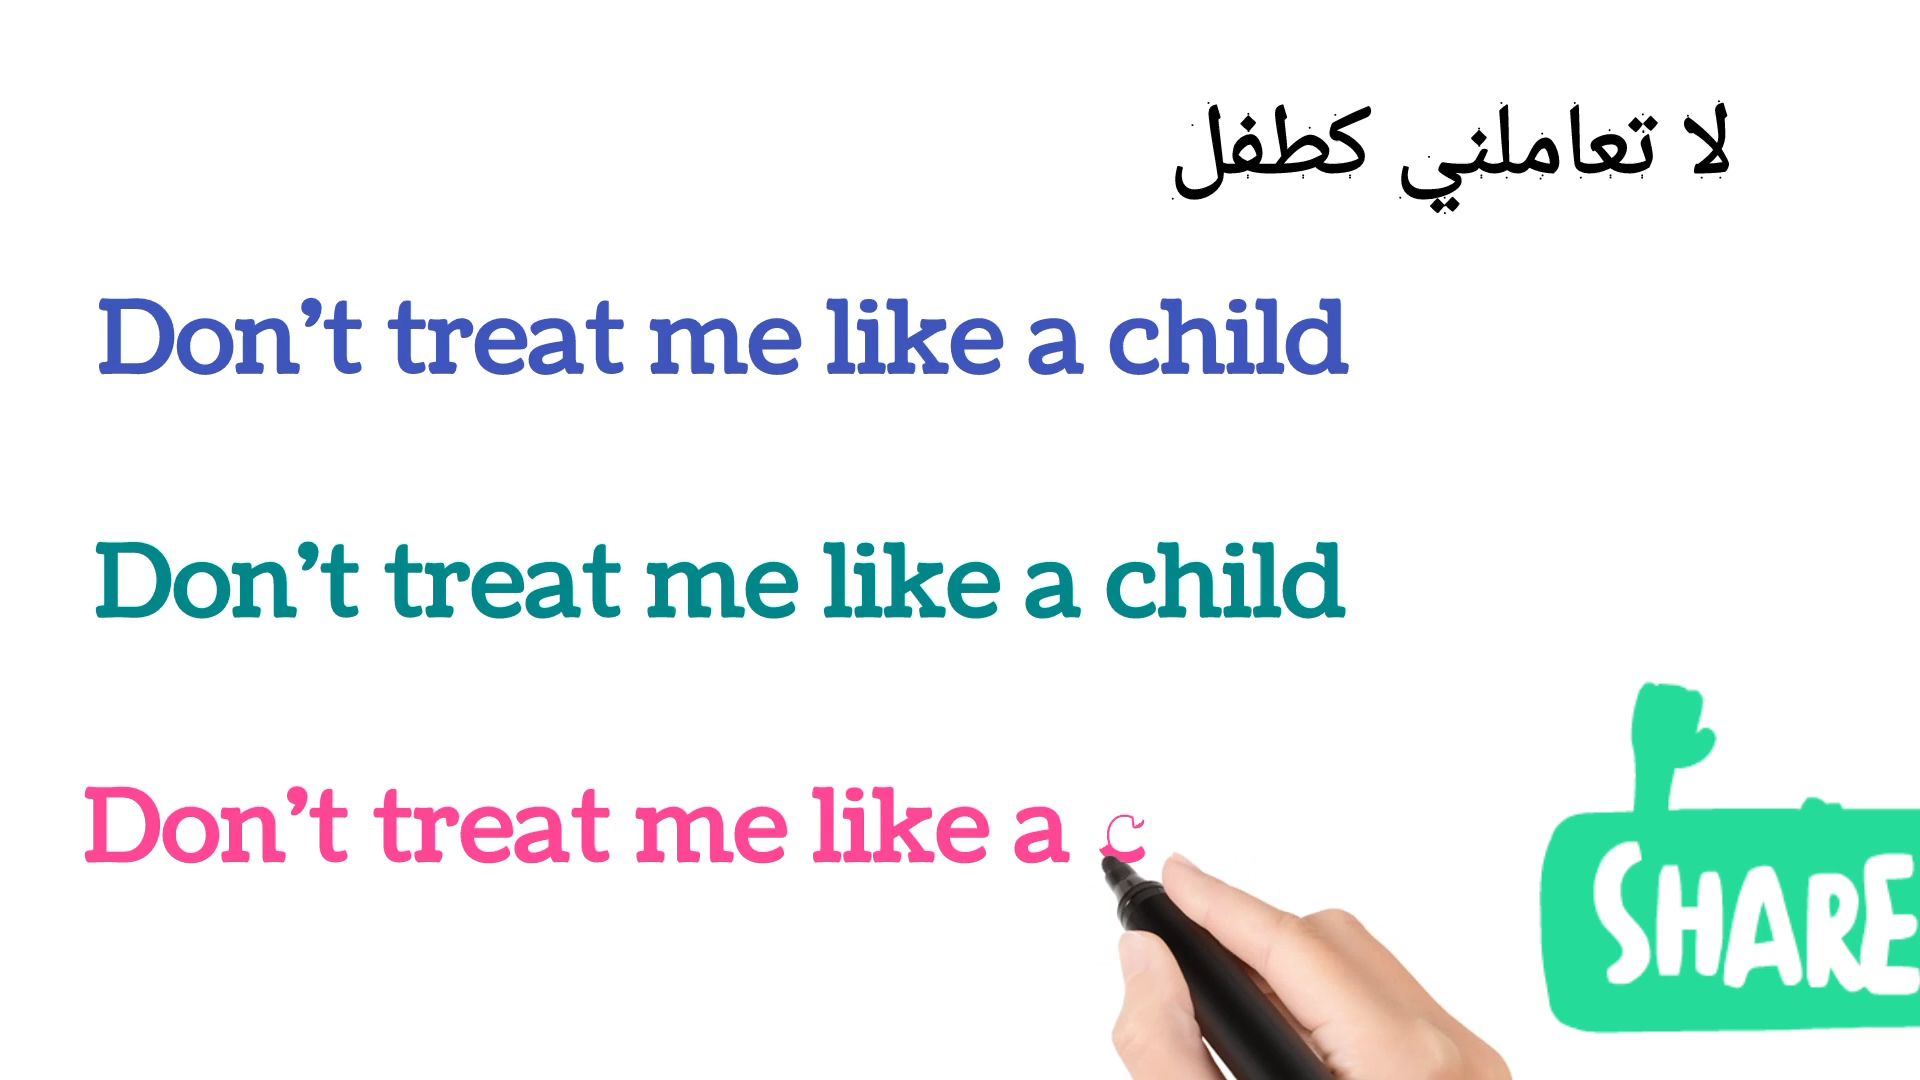 لا تعاملني كطفل
Don’t treat me like a child
Don’t treat me like a child
Don’t treat me like a c
SHARE